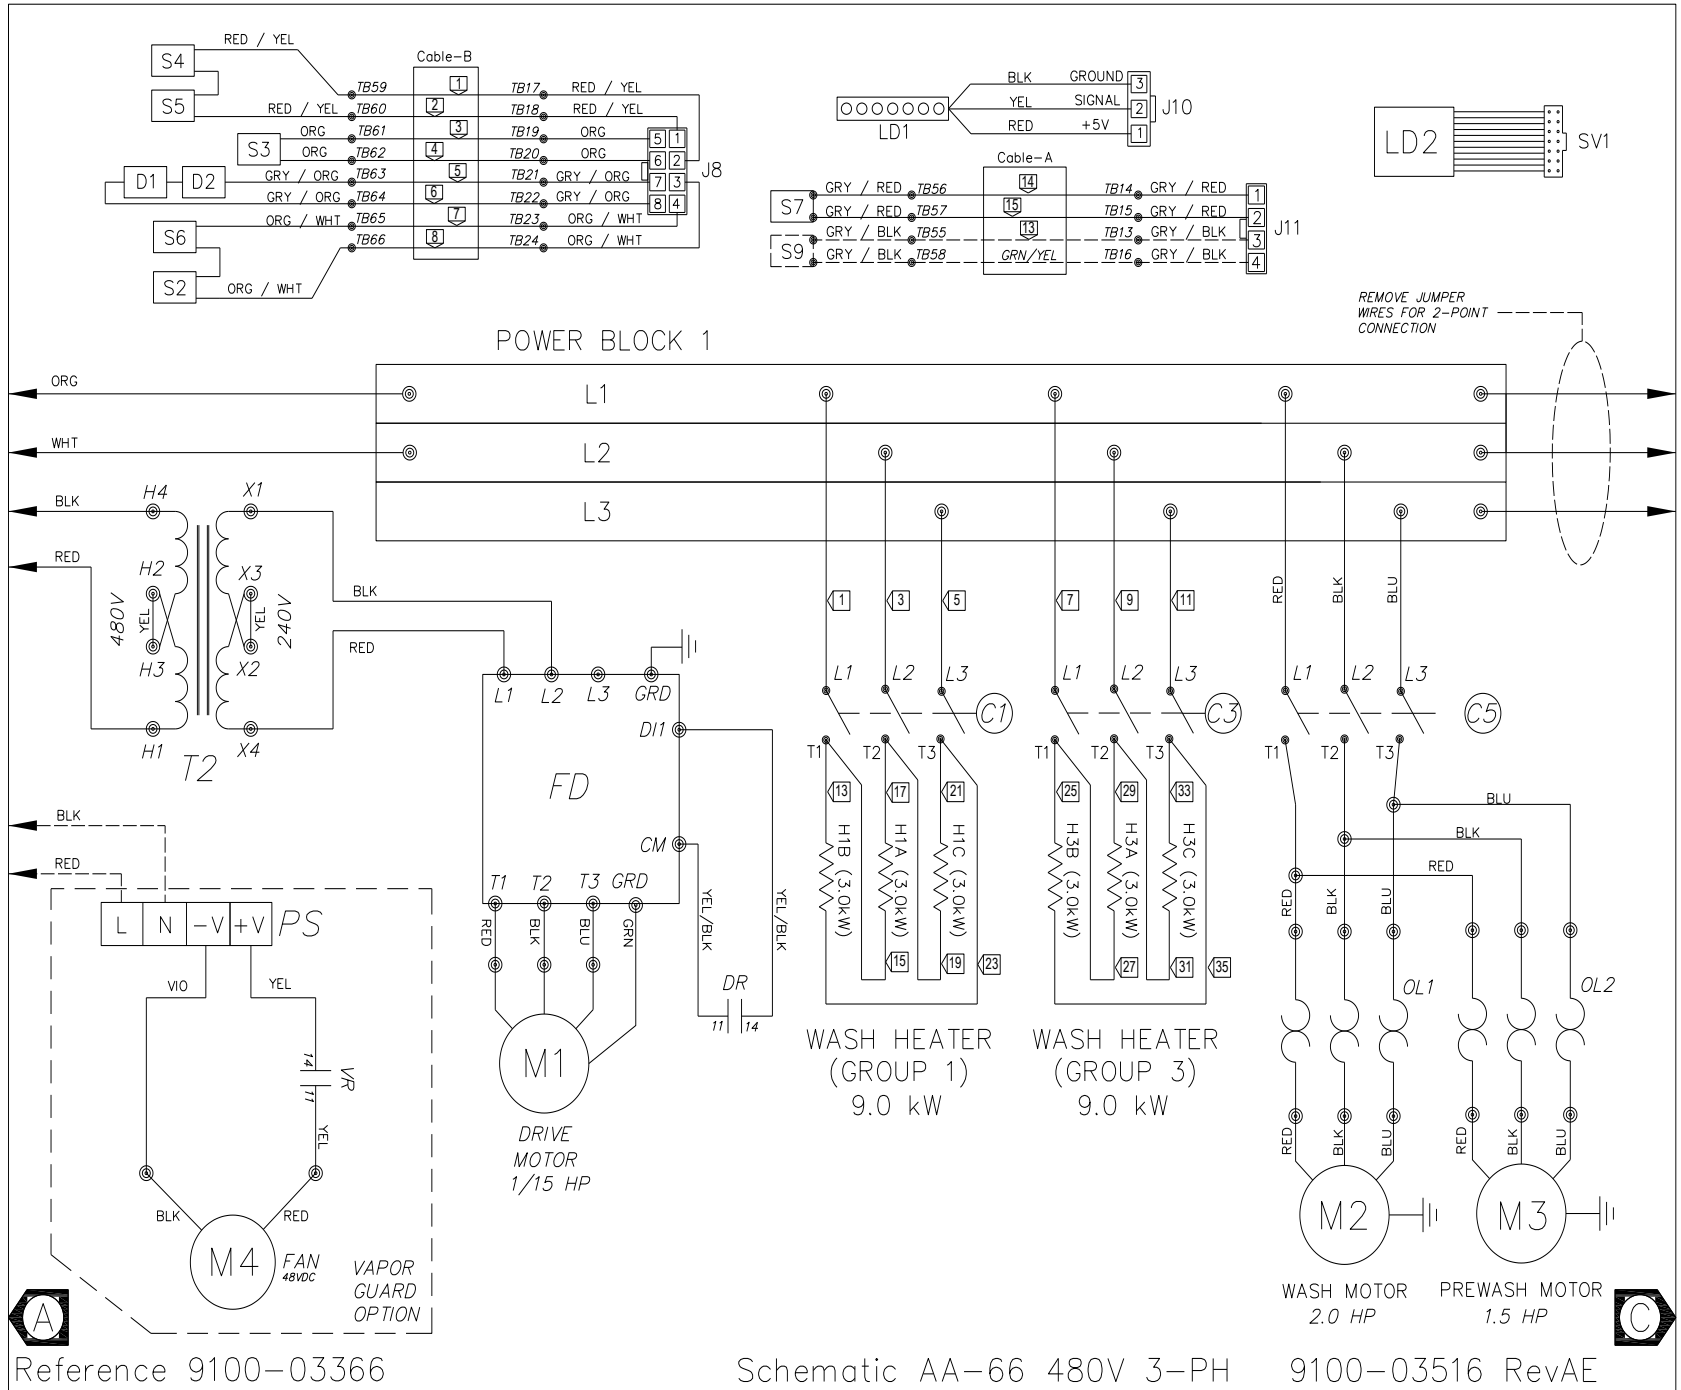 RED / YEL
S4
S5
RED / YEL
ORG
S3
ORG
D1
D2
GRY / ORG
GRY / ORG
S6
ORG / WHT
S2
ORG / WHT
TB59
TB60
TB61
TB62
TB63
TB64
TB65
TB66
Cable-B
1
2
3
4
5
6
7
8
TB17
TB18
TB19
TB20
TB21
TB22
TB23
TB24
RED / YEL
RED / YEL
ORG
ORG
GRY / ORG
GRY / ORG
ORG / WHT
ORG / WHT
5 1
6 2
7 3
8 4
J8
LD1
BLK GROUND 3
YEL SIGNAL 2
RED +5V 1
J10
LD2
SV1
Cable-A
S7
S9
GRY / RED TB56 14 TB14 GRY / RED 1
GRY / RED TB57 15 TB15 GRY / RED 2
GRY / BLK TB55 13 TB13 GRY / BLK 3
GRY / BLK TB58 GRN/YEL TB16 GRY / BLK 4
J11
REMOVE JUMPER
WIRES FOR 2-POINT
CONNECTION
POWER BLOCK 1
ORG
L1
WHT
L2
L3
BLK
H4
X1
RED
H2
X3
480V
YEL
YEL
240V
H3
X2
H1
X4
T2
BLK
RED
L1
L2
L3
GRD
DI1
FD
CM
T1
T2
T3
GRD
RED
BLK
BLU
GRN
YEL/BLK
YEL/BLK
DR
11
14
M1
DRIVE
MOTOR
1/15 HP
BLK
RED
L
N
-V
+V
PS
VIO
YEL
14
11
VR
YEL
BLK
RED
M4
FAN
48VDC
VAPOR
GUARD
OPTION
1
3
5
L1
L2
L3
C1
T1
T2
T3
13
17
21
H1B (3.0kW)
H1A (3.0kW)
H1C (3.0kW)
15
19
23
WASH HEATER
(GROUP 1)
9.0 kW
7
9
11
L1
L2
L3
C3
T1
T2
T3
25
29
33
H3B (3.0kW)
H3A (3.0kW)
H3C (3.0kW)
27
31
35
WASH HEATER
(GROUP 3)
9.0 kW
RED
BLK
BLU
L1
L2
L3
C5
T1
T2
T3
BLU
BLK
RED
RED
BLK
BLU
OL1
OL2
RED
BLK
BLU
RED
BLK
BLU
M2
M3
WASH MOTOR
2.0 HP
PREWASH MOTOR
1.5 HP
A
C
Reference 9100-03366
Schematic AA-66 480V 3-PH
9100-03516 RevAE